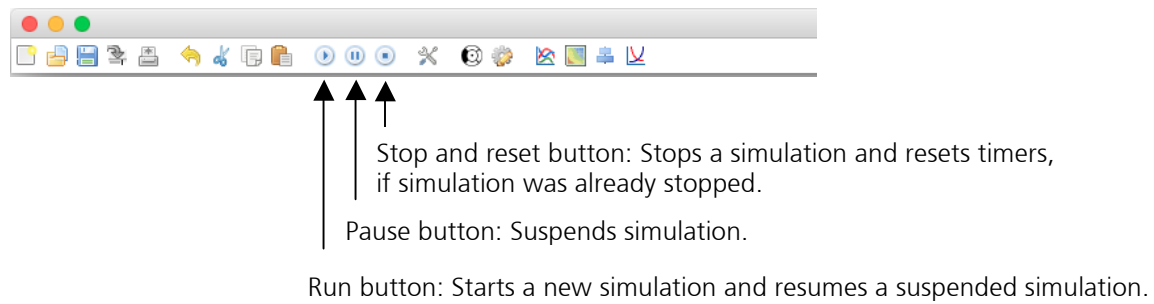 Stop and reset button: Stops a simulation and resets timers,
if simulation was already stopped.
Pause button: Suspends simulation.
Run button: Starts a new simulation and resumes a suspended simulation.